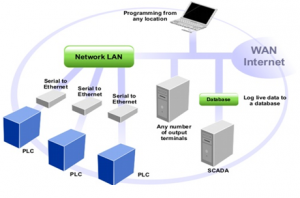 Programming from
any location
Network LAN
WAN
Internet
Serial to
Ethernet
Serial to
Ethernet
Serial to
Ethernet
Database
Log live data to
a database
Any number
of output
terminals
PLC
PLC
PLC
SCADA